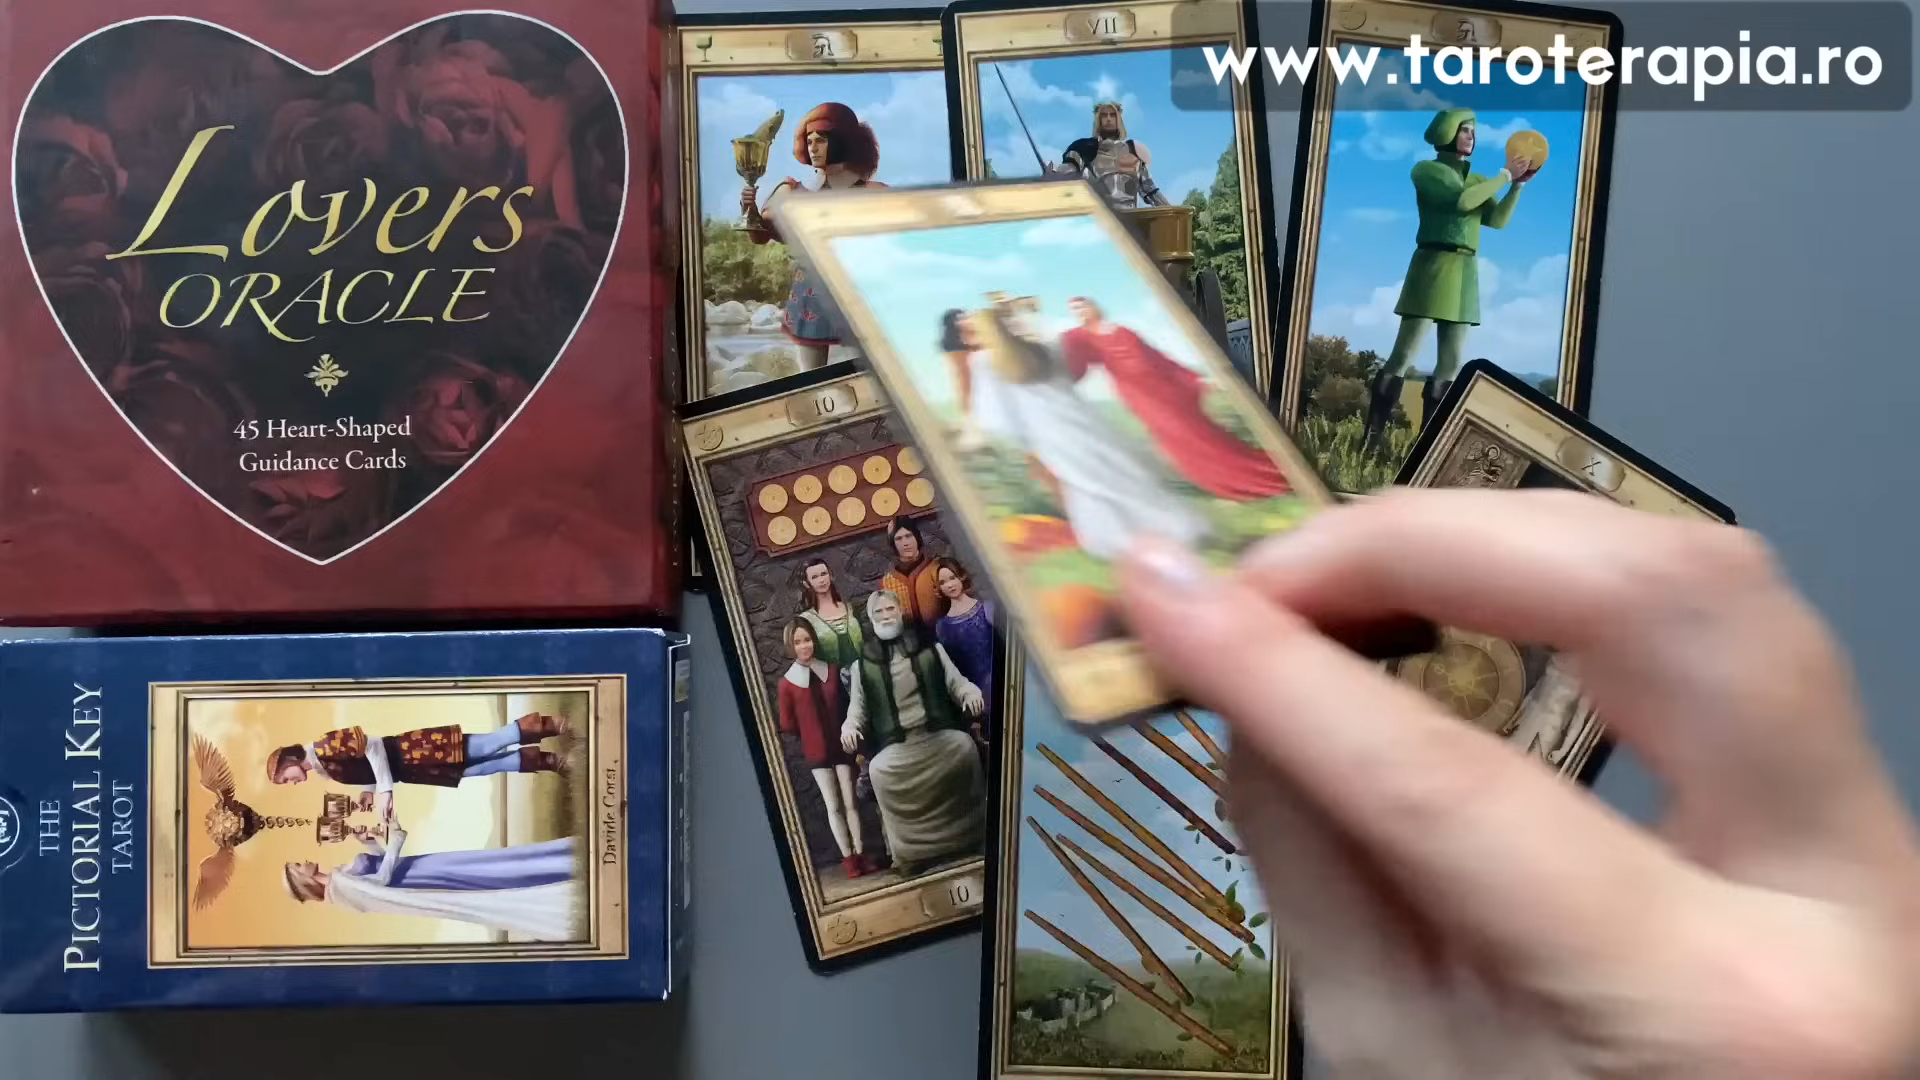 www.taroterapia.ro
Lovers
ORACLE
45 Heart-Shaped
Guidance Cards
VII
10
X
10
THE
PICTORIAL KEY
TAROT
Davide Corsi